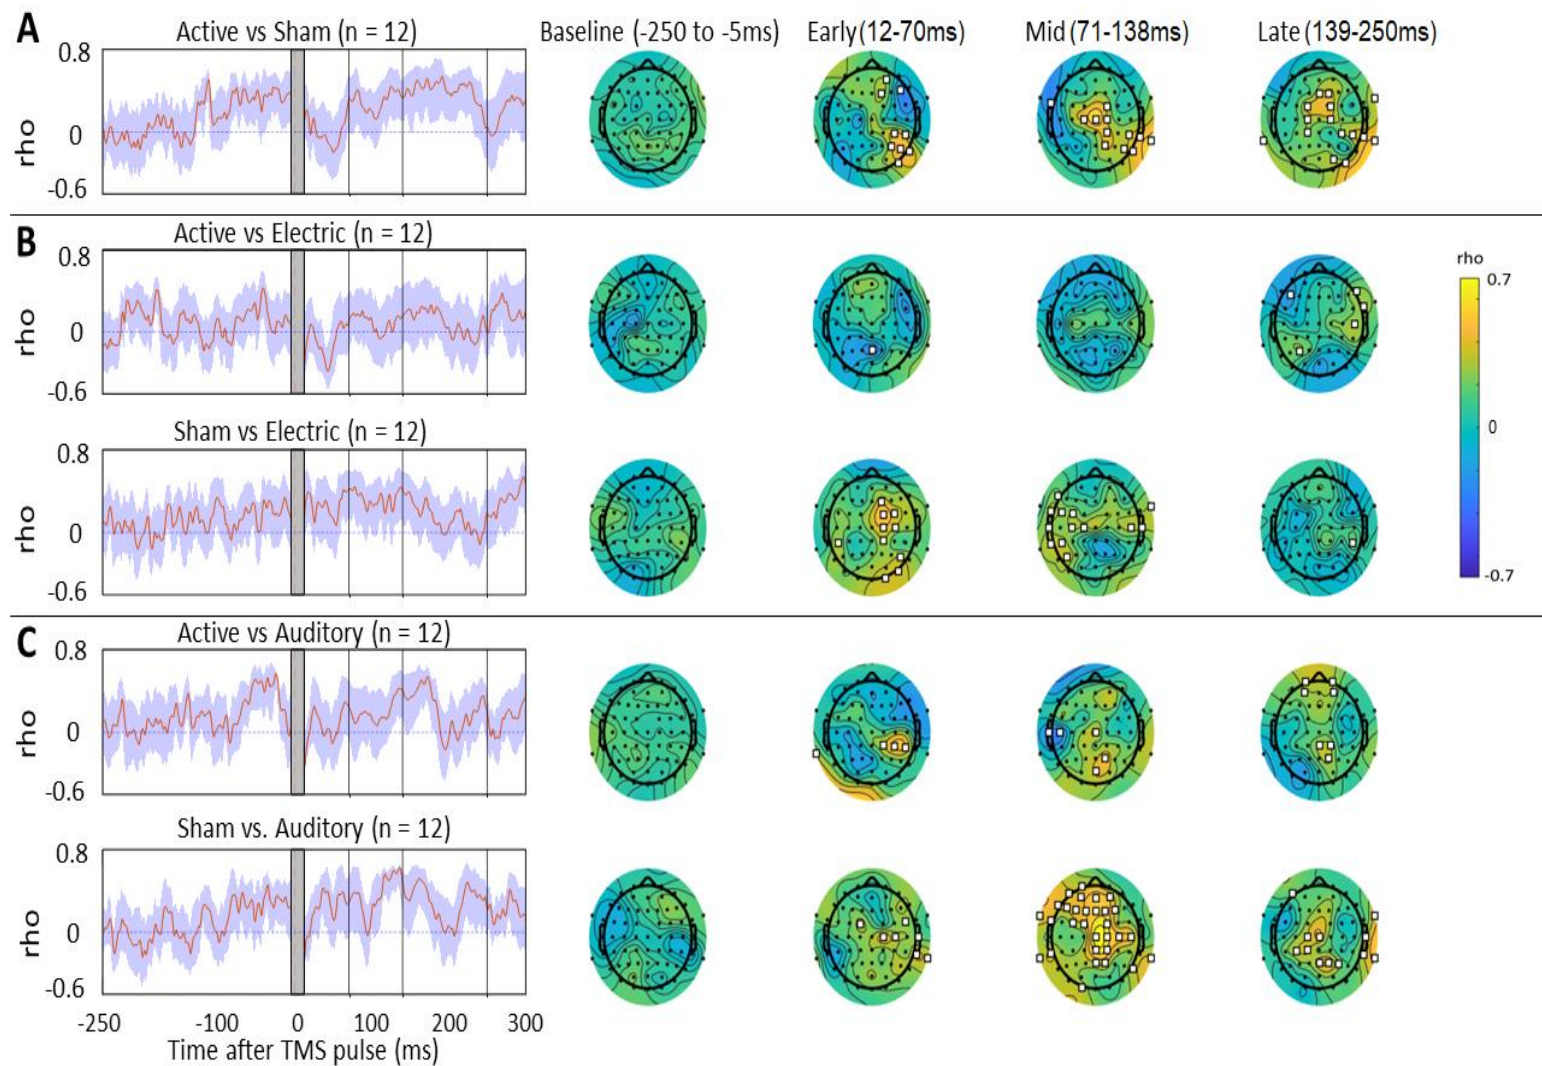 A
Active vs Sham (n = 12)
Baseline (-250 to -5ms)
Early (12-70ms)
Mid (71-138ms)
Late (139-250ms)
0.8
0
-0.6
rho
B
Active vs Electric (n = 12)
0.8
0
-0.6
rho
rho
0.7
0
-0.7
Sham vs Electric (n = 12)
0.8
0
-0.6
rho
C
Active vs Auditory (n = 12)
0.8
0
-0.6
rho
Sham vs. Auditory (n = 12)
0.8
0
-0.6
rho
-250 -100 0 100 200 300
Time after TMS pulse (ms)